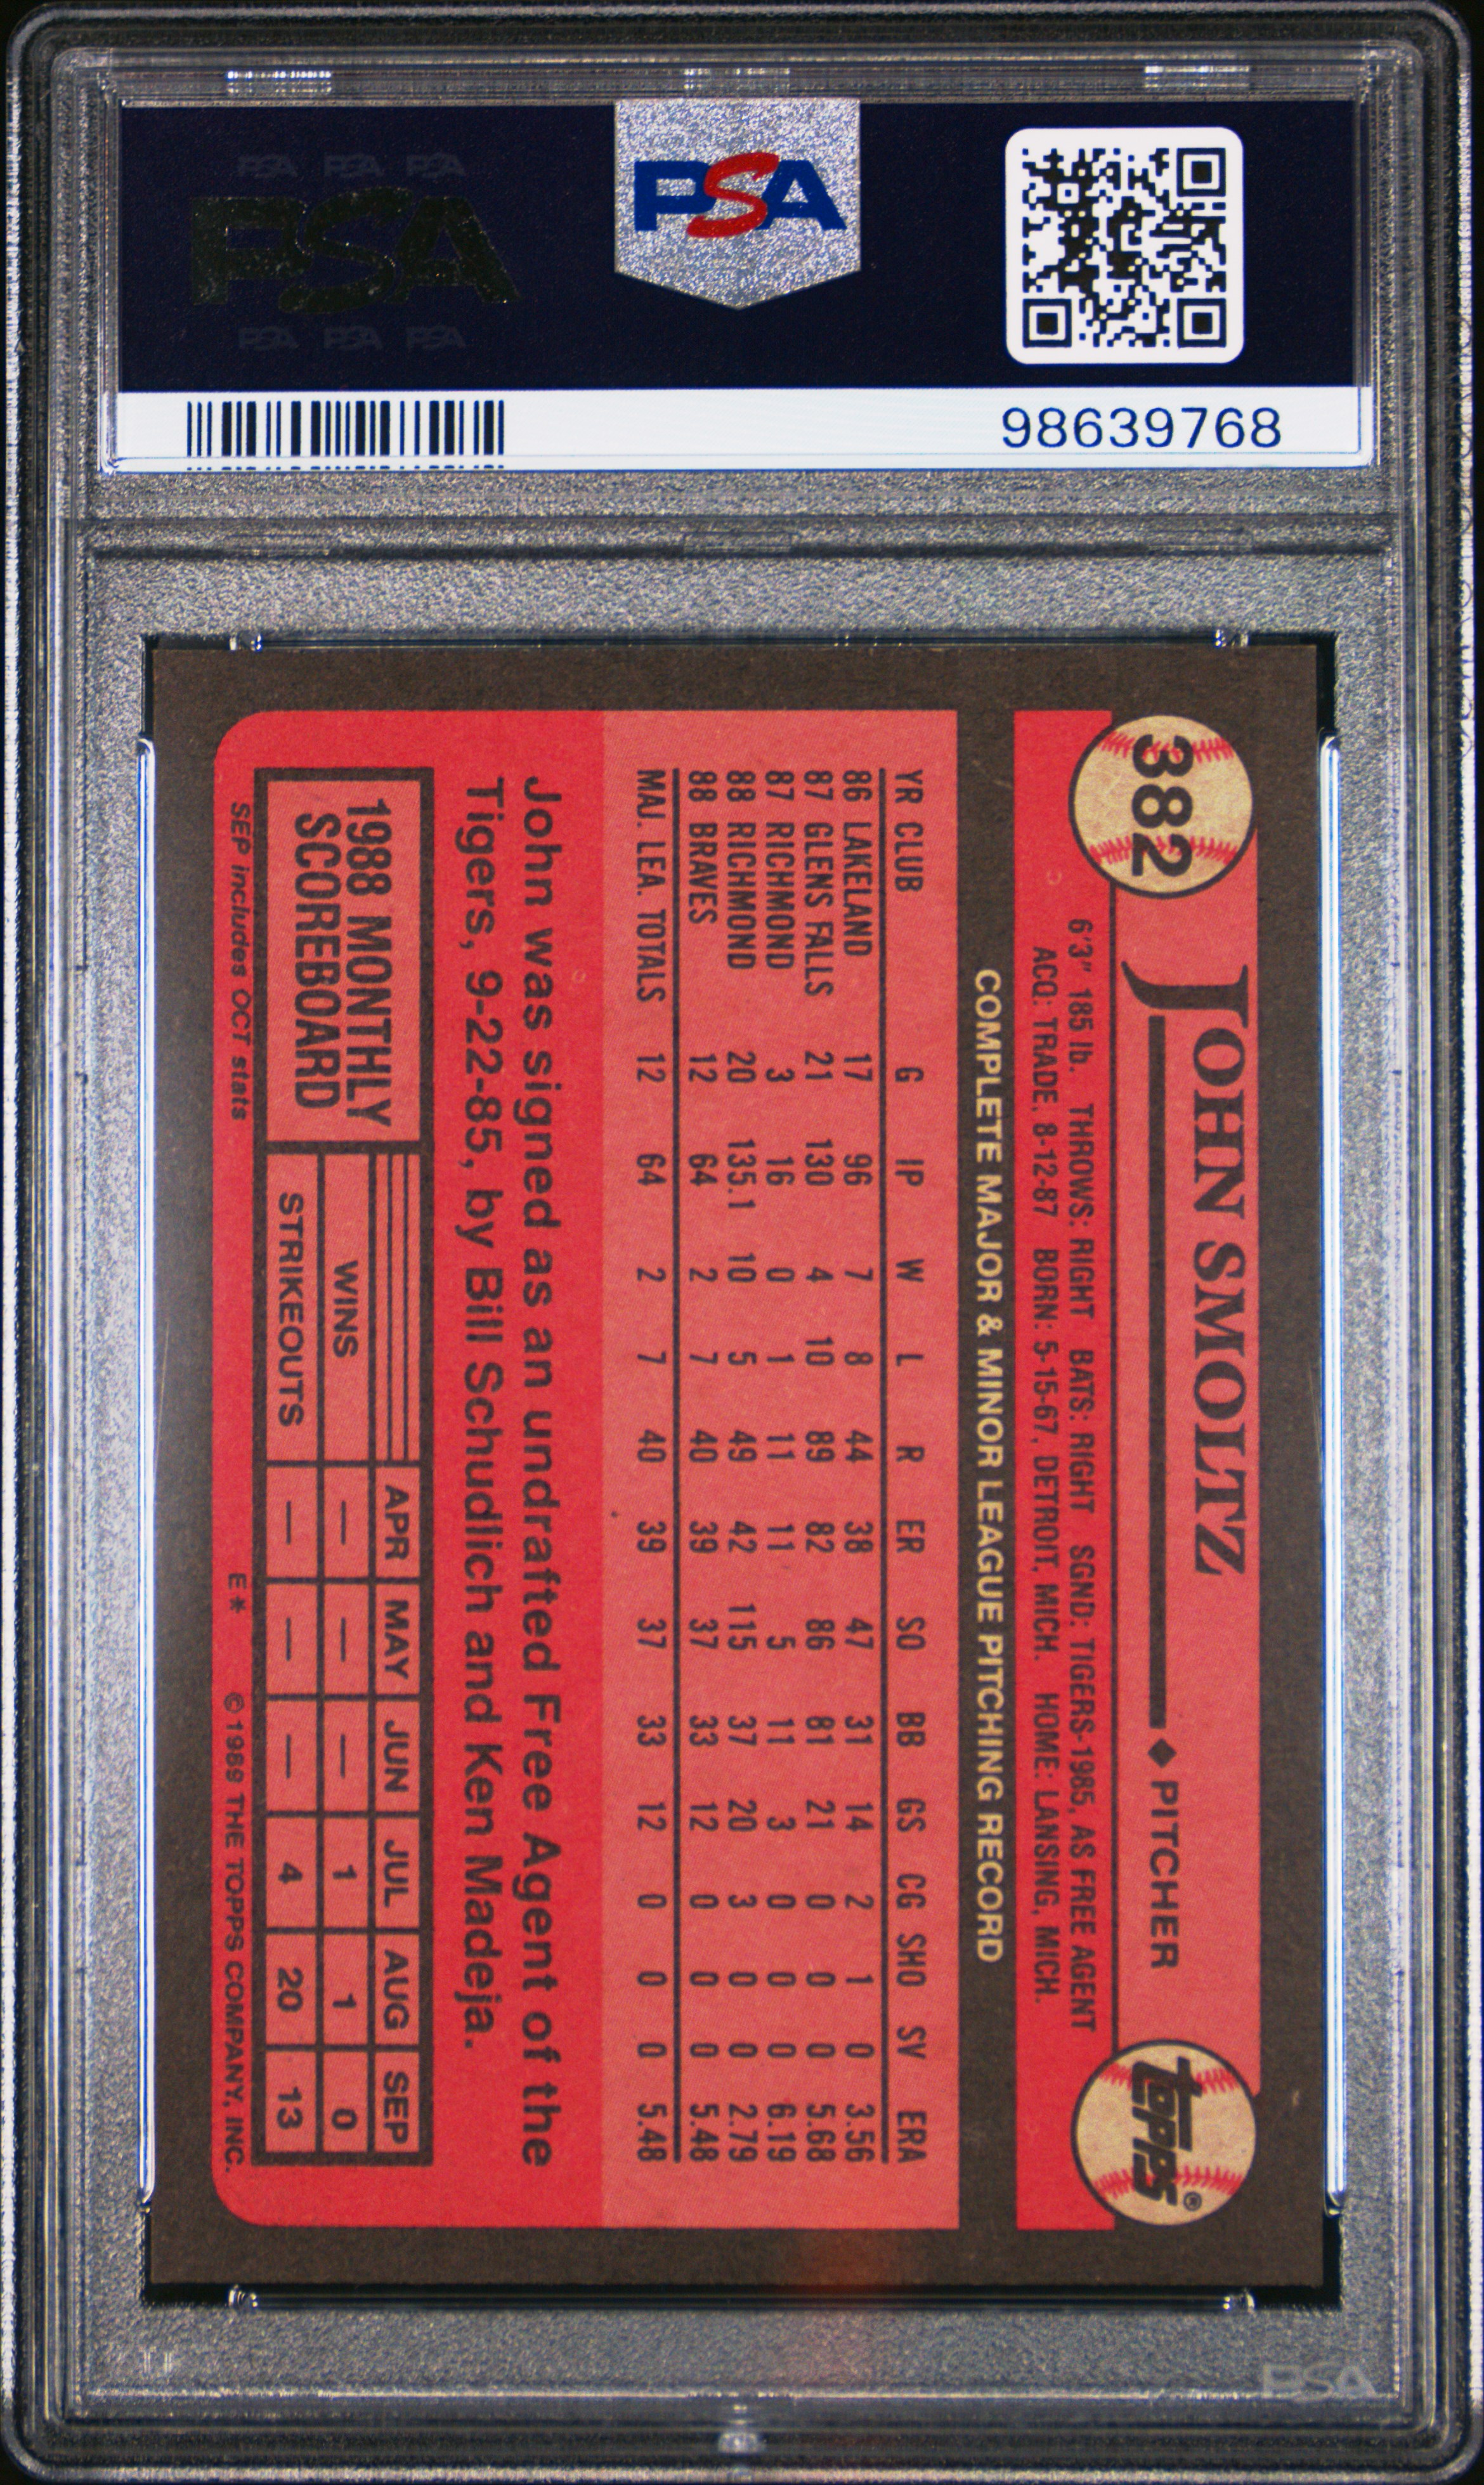 PSA PSA PSA
PSA
PSA PSA PSA
PSA
98639768
382
JOHN SMOLTZ ◆ PITCHER
topps®
6'3" 185 lb. THROWS: RIGHT BATS: RIGHT SGND: TIGERS-1985, AS FREE AGENT
ACQ: TRADE, 8-12-87 BORN: 5-15-67, DETROIT, MICH. HOME: LANSING, MICH.
COMPLETE MAJOR & MINOR LEAGUE PITCHING RECORD
YR CLUB G IP W L R ER SO BB GS CG SHO SV ERA
86 LAKELAND 17 96 7 8 44 38 47 31 14 2 1 0 3.56
87 GLENS FALLS 21 130 4 10 89 82 86 81 21 0 0 0 5.68
87 RICHMOND 3 16 0 1 11 11 5 11 3 0 0 0 6.19
88 RICHMOND 20 135.1 10 5 49 42 115 37 20 3 0 0 2.79
88 BRAVES 12 64 2 7 40 39 37 33 12 0 0 0 5.48
MAJ. LEA. TOTALS 12 64 2 7 40 39 37 33 12 0 0 0 5.48
John was signed as an undrafted Free Agent of the
Tigers, 9-22-85, by Bill Schudlich and Ken Madeja.
1988 MONTHLY
SCOREBOARD
APR MAY JUN JUL AUG SEP
WINS — — — 1 1 0
STRIKEOUTS — — — 4 20 13
SEP includes OCT stats E* ©1989 THE TOPPS COMPANY, INC.
PSA